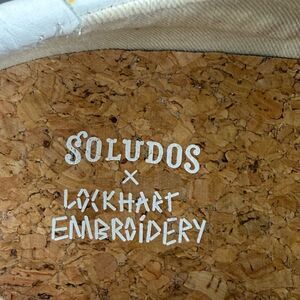 SOLUDOS
×
LOCKHART
EMBROiDERY